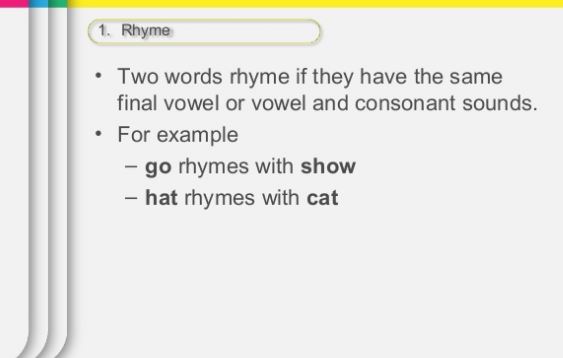 1. Rhyme
• Two words rhyme if they have the same
final vowel or vowel and consonant sounds.
• For example
– go rhymes with show
– hat rhymes with cat